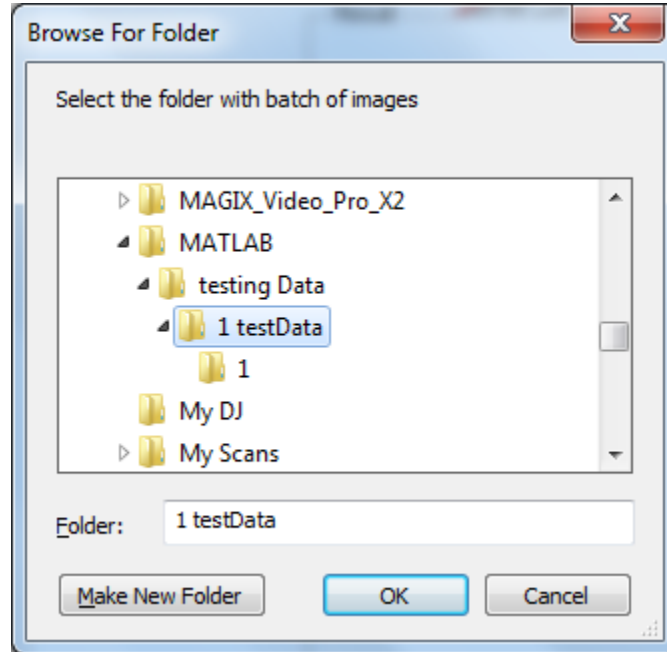 Browse For Folder
Select the folder with batch of images
MAGIX_Video_Pro_X2
MATLAB
testing Data
1 testData
1
My DJ
My Scans
Folder: 1 testData
Make New Folder OK Cancel